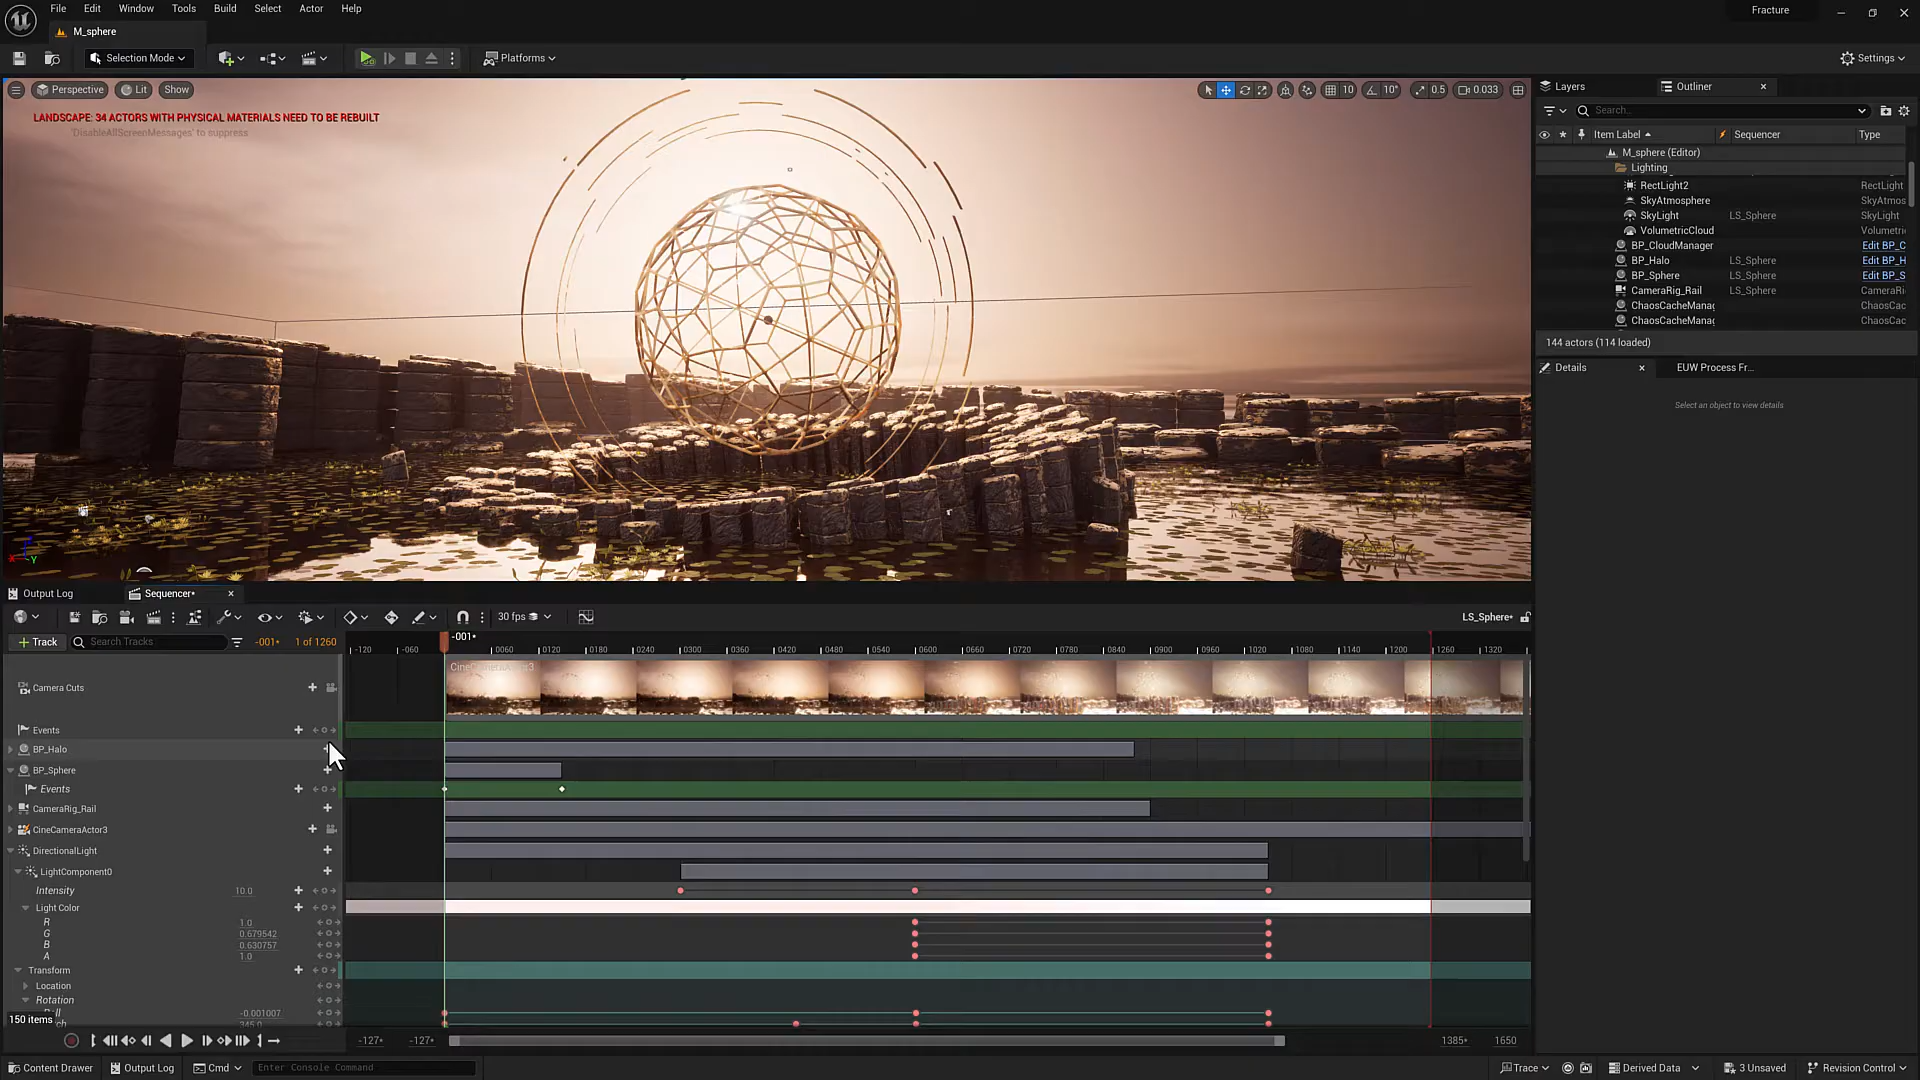 File Edit Window Tools Build Select Actor Help
Fracture
M_sphere
Selection Mode
Platforms
Settings
Perspective Lit Show
10 10° 0.5 0.033
LANDSCAPE: 34 ACTORS WITH PHYSICAL MATERIALS NEED TO BE REBUILT
'DisableAllScreenMessages' to suppress
Layers Outliner
Search...
Item Label Sequencer Type
M_sphere (Editor)
Lighting
RectLight2 RectLight
SkyAtmosphere SkyAtmos
SkyLight LS_Sphere SkyLight
VolumetricCloud Volumetri
BP_CloudManager Edit BP_C
BP_Halo LS_Sphere Edit BP_H
BP_Sphere LS_Sphere Edit BP_S
CameraRig_Rail LS_Sphere CameraRi
ChaosCacheManag ChaosCac
ChaosCacheManag ChaosCac
144 actors (114 loaded)
Details EUW Process Fr...
Select an object to view details
Output Log Sequencer*
30 fps LS_Sphere*
Track Search Tracks -001* 1 of 1260
-001*
-120 -060 0060 0120 0180 0240 0300 0360 0420 0480 0540 0600 0660 0720 0780 0840 0900 0960 1020 1080 1140 1200 1260 1320
CineCameraActor3
Camera Cuts
Events
BP_Halo
BP_Sphere
Events
CameraRig_Rail
CineCameraActor3
DirectionalLight
LightComponent0
Intensity 10.0
Light Color
R 1.0
G 0.679542
B 0.630757
A 1.0
Transform
Location
Rotation
-0.001007
150 items 345.0
-127* -127* 1385* 1650
Content Drawer Output Log Cmd Enter Console Command Trace Derived Data 3 Unsaved Revision Control